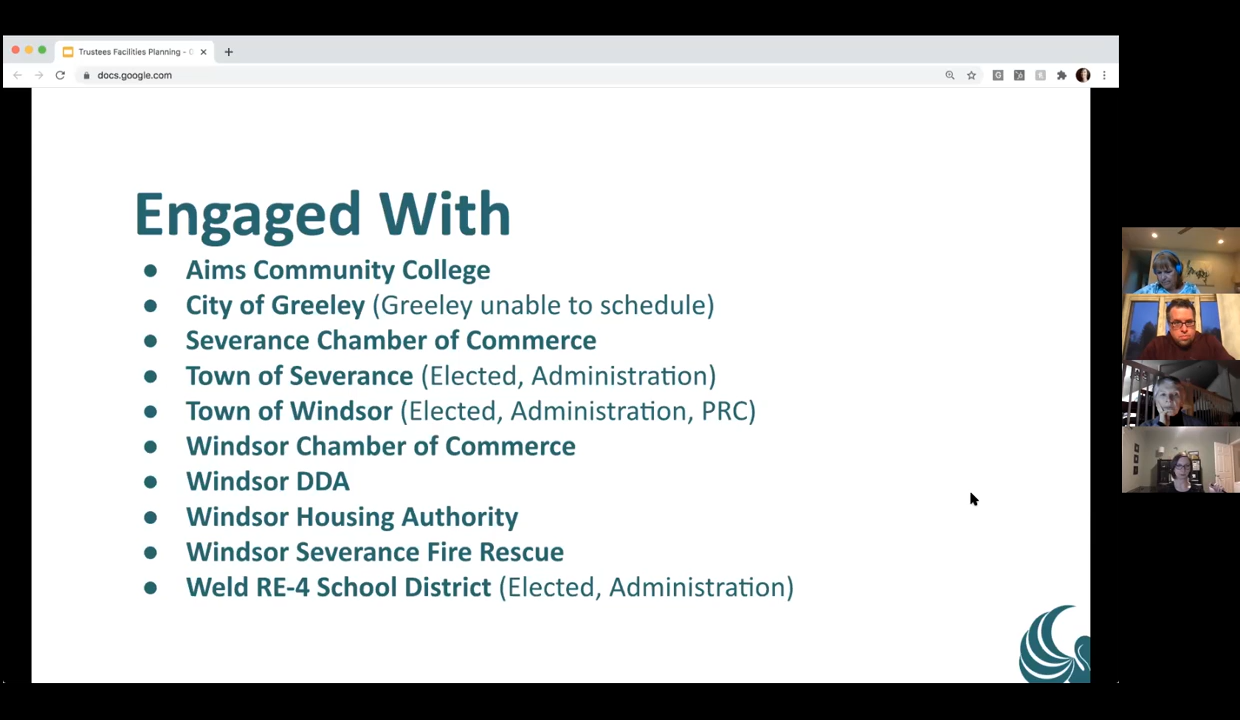 Trustees Facilities Planning -
docs.google.com
Engaged With
● Aims Community College
● City of Greeley (Greeley unable to schedule)
● Severance Chamber of Commerce
● Town of Severance (Elected, Administration)
● Town of Windsor (Elected, Administration, PRC)
● Windsor Chamber of Commerce
● Windsor DDA
● Windsor Housing Authority
● Windsor Severance Fire Rescue
● Weld RE-4 School District (Elected, Administration)